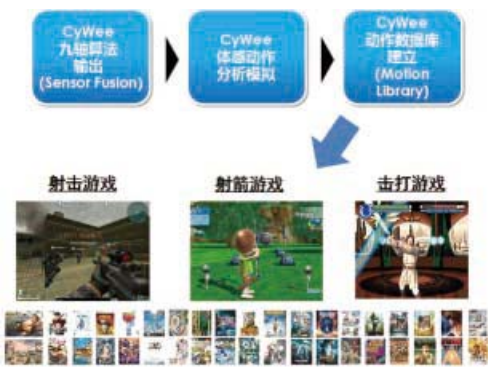 CyWee
九轴算法
输出
(Sensor Fusion)
CyWee
体感动作
分析模拟
CyWee
动作数据库
建立
(Motion
Library)
射击游戏
射箭游戏
击打游戏